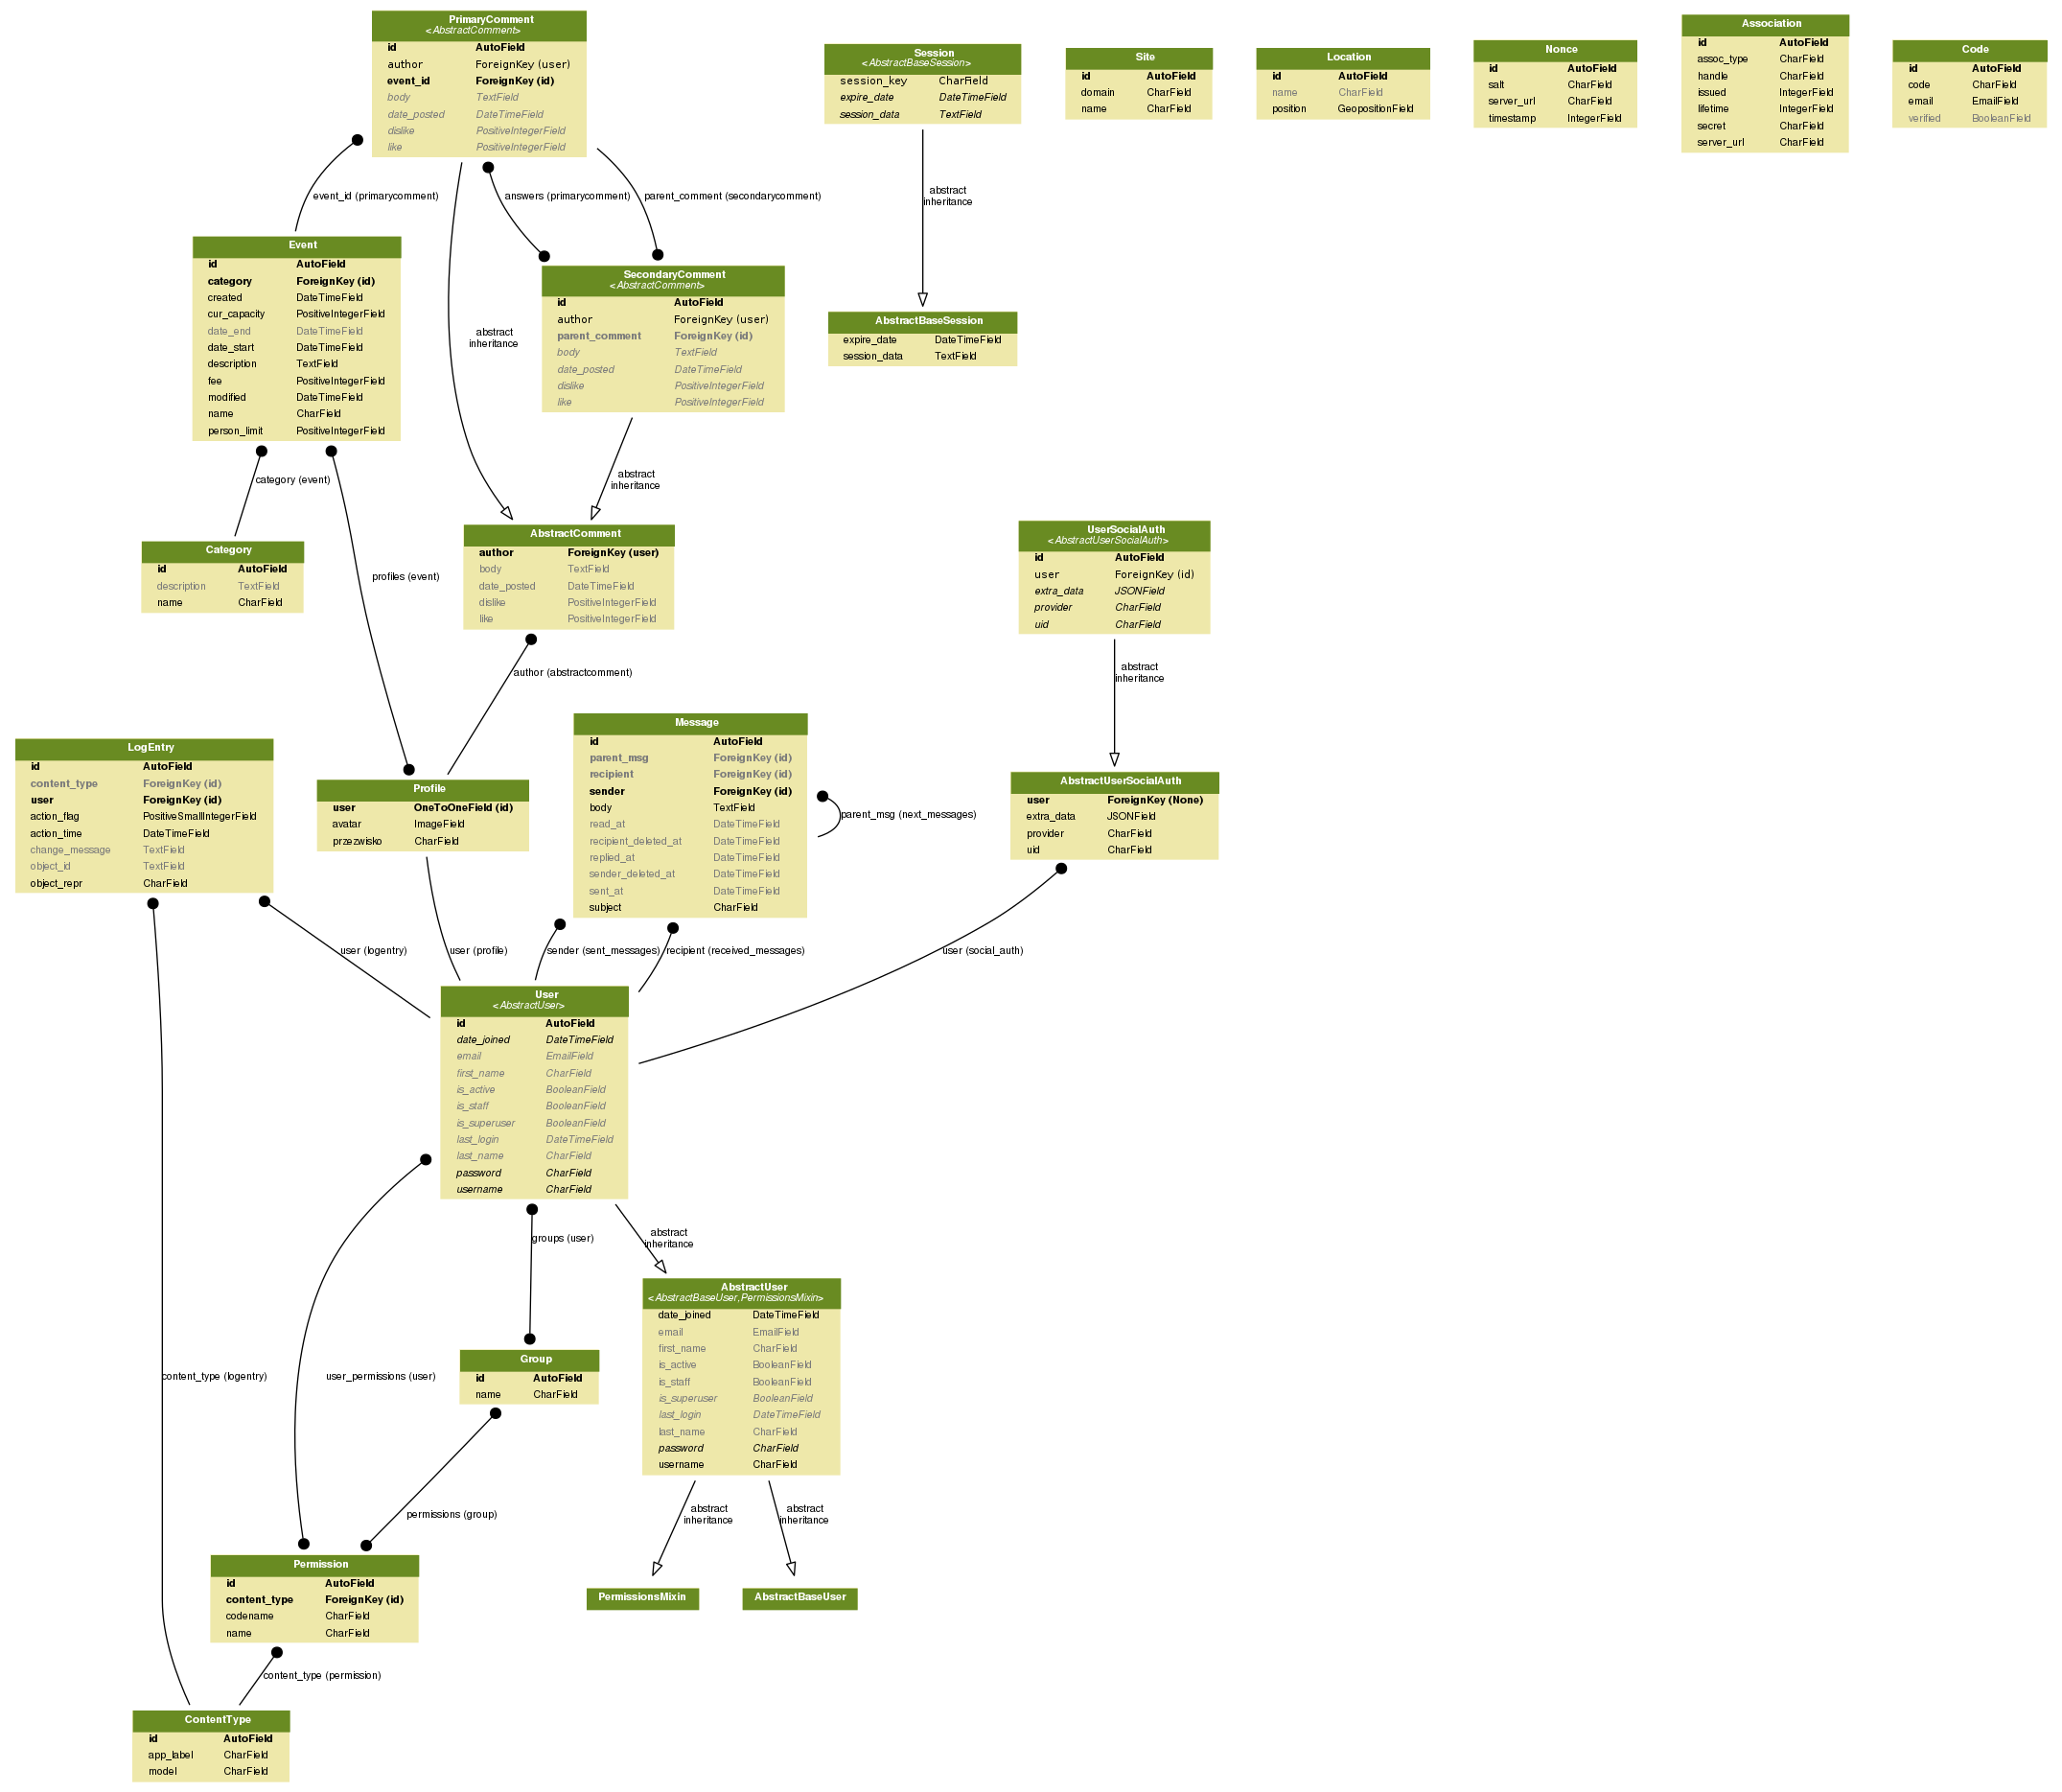 PrimaryComment
<AbstractComment>
id AutoField
author ForeignKey (user)
event_id ForeignKey (id)
body TextField
date_posted DateTimeField
dislike PositiveIntegerField
like PositiveIntegerField
Session
<AbstractBaseSession>
session_key CharField
expire_date DateTimeField
session_data TextField
Site
id AutoField
domain CharField
name CharField
Location
id AutoField
name CharField
position GeopositionField
Nonce
id AutoField
salt CharField
server_url CharField
timestamp IntegerField
Association
id AutoField
assoc_type CharField
handle CharField
issued IntegerField
lifetime IntegerField
secret CharField
server_url CharField
Code
id AutoField
code CharField
email EmailField
verified BooleanField
event_id (primarycomment)
answers (primarycomment)
parent_comment (secondarycomment)
abstract
inheritance
Event
id AutoField
category ForeignKey (id)
created DateTimeField
cur_capacity PositiveIntegerField
date_end DateTimeField
date_start DateTimeField
description TextField
fee PositiveIntegerField
modified DateTimeField
name CharField
person_limit PositiveIntegerField
abstract
inheritance
SecondaryComment
<AbstractComment>
id AutoField
author ForeignKey (user)
parent_comment ForeignKey (id)
body TextField
date_posted DateTimeField
dislike PositiveIntegerField
like PositiveIntegerField
AbstractBaseSession
expire_date DateTimeField
session_data TextField
category (event)
abstract
inheritance
Category
id AutoField
description TextField
name CharField
profiles (event)
AbstractComment
author ForeignKey (user)
body TextField
date_posted DateTimeField
dislike PositiveIntegerField
like PositiveIntegerField
UserSocialAuth
<AbstractUserSocialAuth>
id AutoField
user ForeignKey (id)
extra_data JSONField
provider CharField
uid CharField
author (abstractcomment)
abstract
inheritance
LogEntry
id AutoField
content_type ForeignKey (id)
user ForeignKey (id)
action_flag PositiveSmallIntegerField
action_time DateTimeField
change_message TextField
object_id TextField
object_repr CharField
Profile
user OneToOneField (id)
avatar ImageField
przezwisko CharField
Message
id AutoField
parent_msg ForeignKey (id)
recipient ForeignKey (id)
sender ForeignKey (id)
body TextField
read_at DateTimeField
recipient_deleted_at DateTimeField
replied_at DateTimeField
sender_deleted_at DateTimeField
sent_at DateTimeField
subject CharField
parent_msg (next_messages)
AbstractUserSocialAuth
user ForeignKey (None)
extra_data JSONField
provider CharField
uid CharField
user (logentry)
user (profile)
sender (sent_messages)
recipient (received_messages)
user (social_auth)
User
<AbstractUser>
id AutoField
date_joined DateTimeField
email EmailField
first_name CharField
is_active BooleanField
is_staff BooleanField
is_superuser BooleanField
last_login DateTimeField
last_name CharField
password CharField
username CharField
groups (user)
abstract
inheritance
content_type (logentry)
user_permissions (user)
Group
id AutoField
name CharField
AbstractUser
<AbstractBaseUser,PermissionsMixin>
date_joined DateTimeField
email EmailField
first_name CharField
is_active BooleanField
is_staff BooleanField
is_superuser BooleanField
last_login DateTimeField
last_name CharField
password CharField
username CharField
permissions (group)
abstract
inheritance
abstract
inheritance
Permission
id AutoField
content_type ForeignKey (id)
codename CharField
name CharField
PermissionsMixin
AbstractBaseUser
content_type (permission)
ContentType
id AutoField
app_label CharField
model CharField